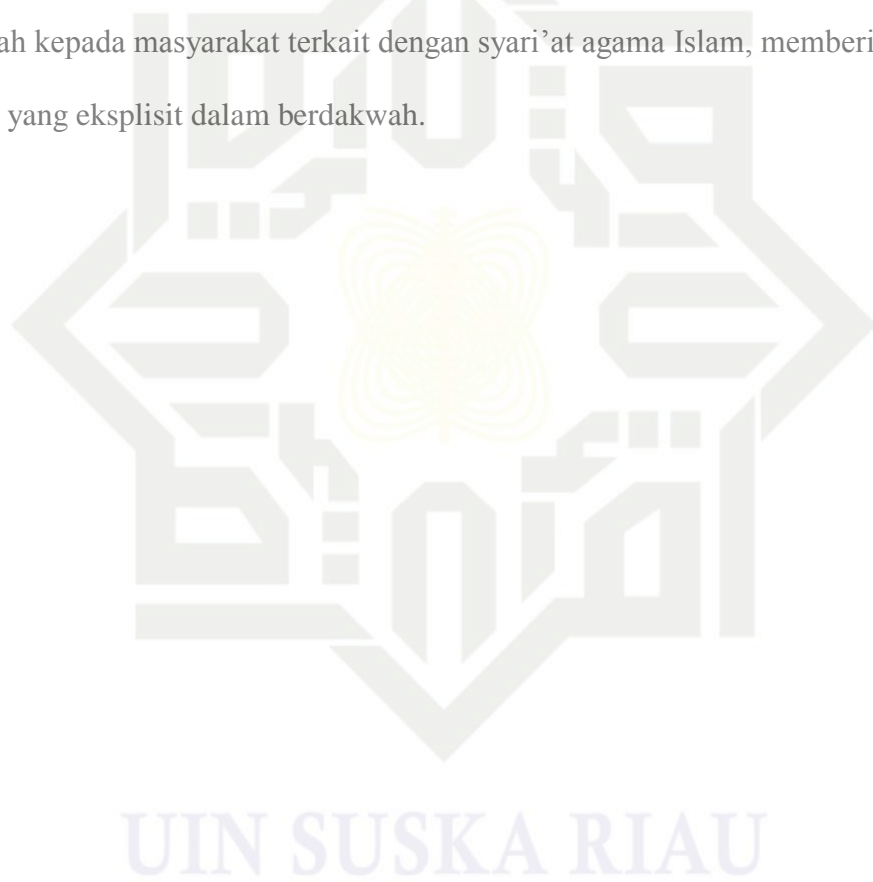 ah kepada masyarakat terkait dengan syari’at agama Islam, memberi
yang eksplisit dalam berdakwah.
UIN SUSKA RIAU